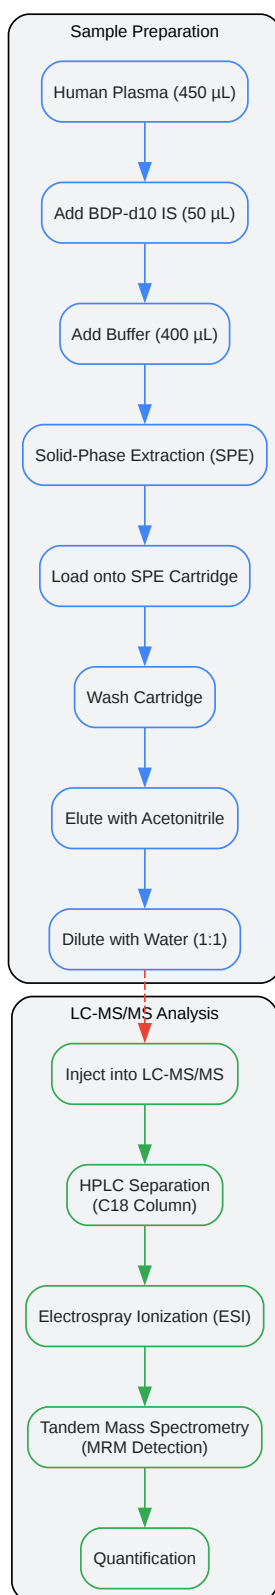 Sample Preparation
Human Plasma (450 µL)
Add BDP-d10 IS (50 µL)
Add Buffer (400 µL)
Solid-Phase Extraction (SPE)
Load onto SPE Cartridge
Wash Cartridge
Elute with Acetonitrile
Dilute with Water (1:1)
LC-MS/MS Analysis
Inject into LC-MS/MS
HPLC Separation
(C18 Column)
Electrospray Ionization (ESI)
Tandem Mass Spectrometry
(MRM Detection)
Quantification